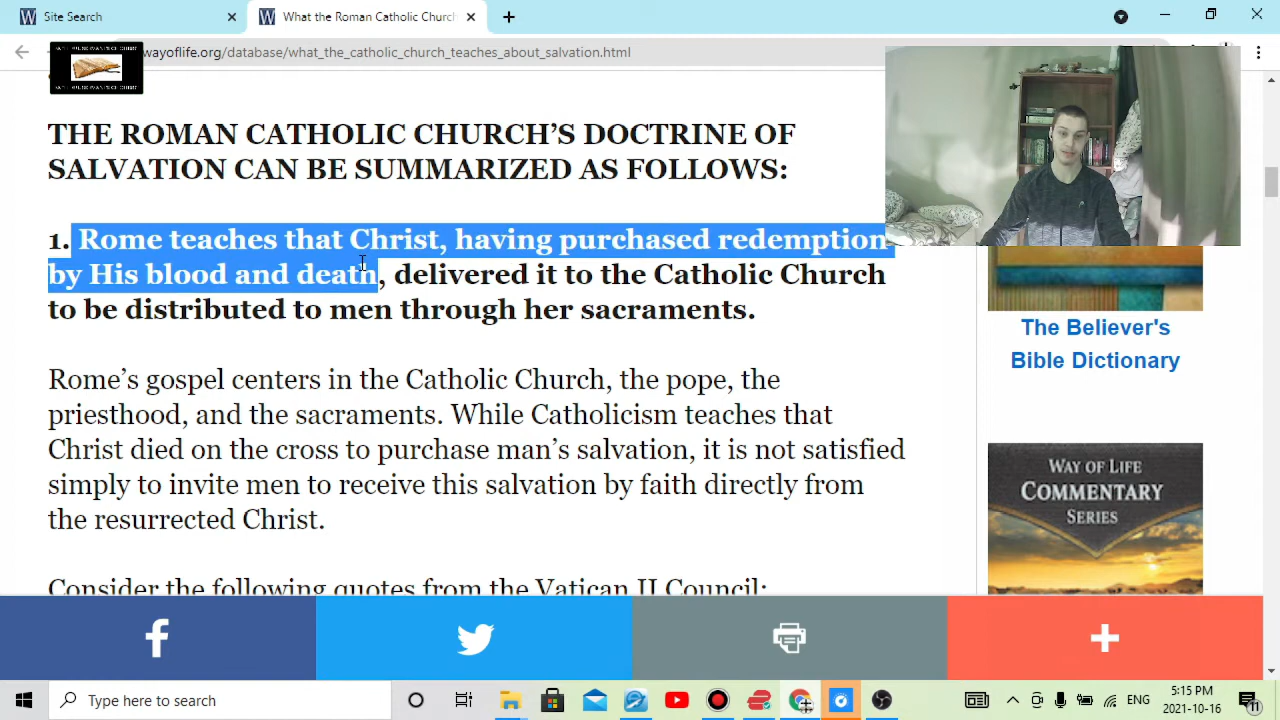 Site Search
What the Roman Catholic Church
wayoflife.org/database/what_the_catholic_church_teaches_about_salvation.html
THE ROMAN CATHOLIC CHURCH’S DOCTRINE OF
SALVATION CAN BE SUMMARIZED AS FOLLOWS:
1. Rome teaches that Christ, having purchased redemption
by His blood and death, delivered it to the Catholic Church
to be distributed to men through her sacraments.
Rome’s gospel centers in the Catholic Church, the pope, the
priesthood, and the sacraments. While Catholicism teaches that
Christ died on the cross to purchase man’s salvation, it is not satisfied
simply to invite men to receive this salvation by faith directly from
the resurrected Christ.
Consider the following quotes from the Vatican II Council:
The Believer's
Bible Dictionary
WAY OF LIFE
COMMENTARY
SERIES
Type here to search
ENG
5:15 PM
2021-10-16
11